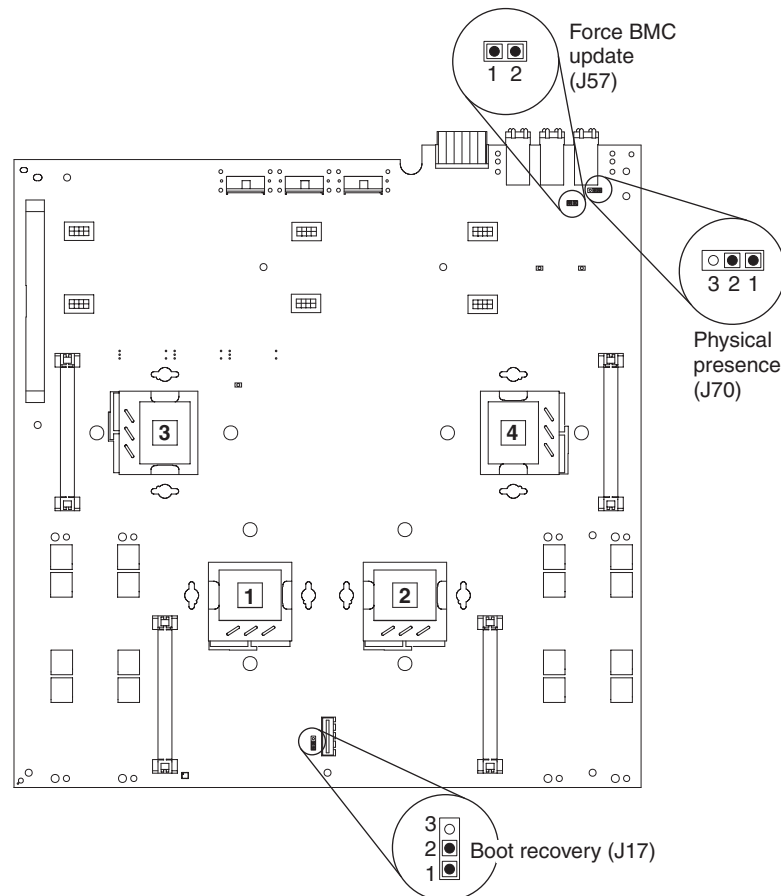 Force BMC
update
(J57)
1 2
3 2 1
Physical
presence
(J70)
3
4
1
2
3
2
1
Boot recovery (J17)